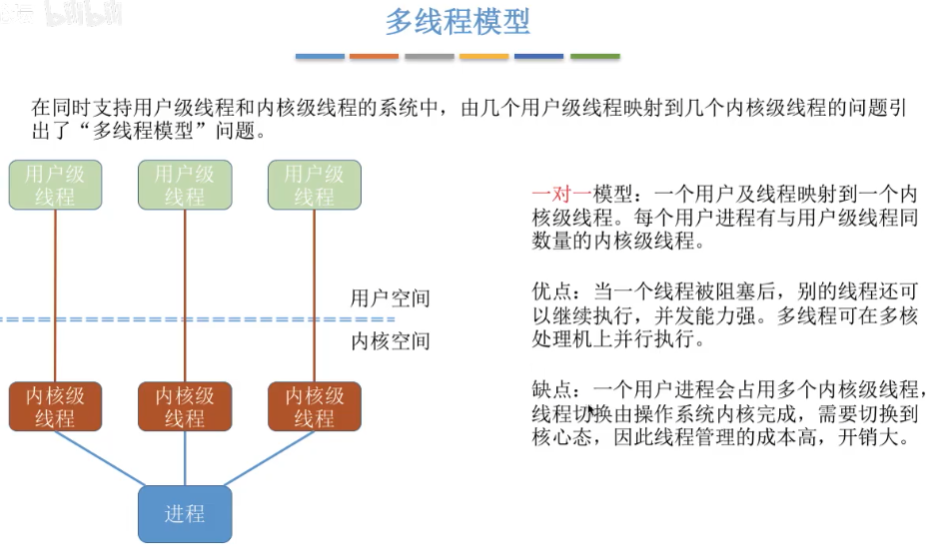 bilibili
多线程模型
在同时支持用户级线程和内核级线程的系统中，由几个用户级线程映射到几个内核级线程的问题引
出了“多线程模型”问题。
用户级
线程
用户级
线程
用户级
线程
用户空间
内核空间
内核级
线程
内核级
线程
内核级
线程
进程
一对一模型：一个用户及线程映射到一个内
核级线程。每个用户进程有与用户级线程同
数量的内核级线程。
优点：当一个线程被阻塞后，别的线程还可
以继续执行，并发能力强。多线程可在多核
处理机上并行执行。
缺点：一个用户进程会占用多个内核级线程，
线程切换由操作系统内核完成，需要切换到
核心态，因此线程管理的成本高，开销大。